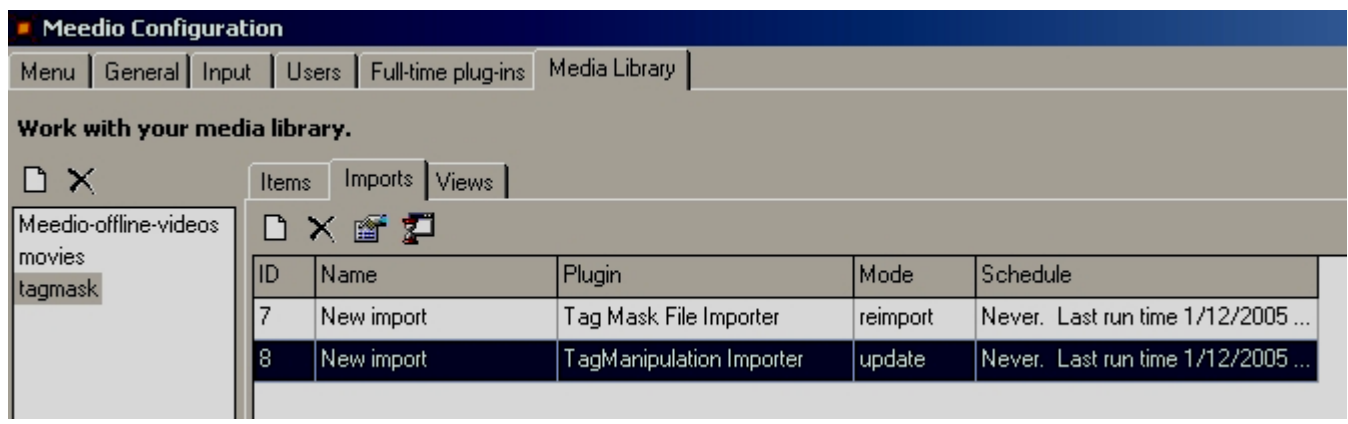 Meedio Configuration
Menu General Input Users Full-time plug-ins Media Library
Work with your media library.
Items Imports Views
Meedio-offline-videos
movies
tagmask
ID Name Plugin Mode Schedule
7 New import Tag Mask File Importer reimport Never. Last run time 1/12/2005 ...
8 New import TagManipulation Importer update Never. Last run time 1/12/2005 ...